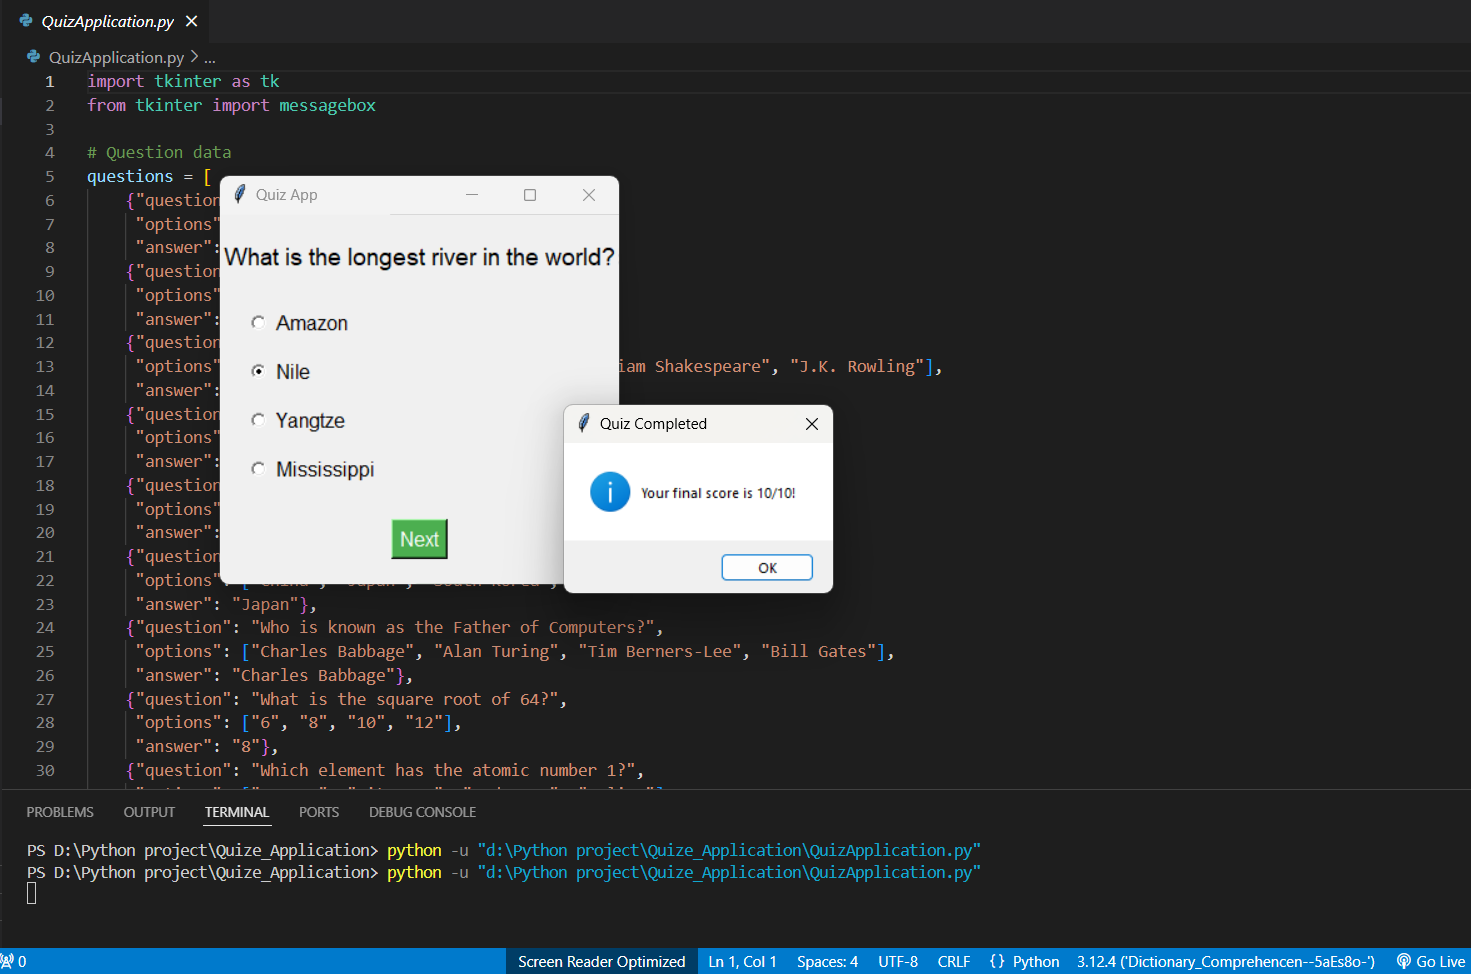 QuizApplication.py
QuizApplication.py > ...
1 import tkinter as tk
2 from tkinter import messagebox
3
4 # Question data
5 questions = [
6 {"question
7 "options"
8 "answer":
9 {"question
10 "options"
11 "answer":
12 {"question
13 "options" iam Shakespeare", "J.K. Rowling"],
14 "answer":
15 {"question
16 "options"
17 "answer":
18 {"question
19 "options"
20 "answer":
21 {"question
22 "options":
23 "answer": "Japan"},
24 {"question": "Who is known as the Father of Computers?",
25 "options": ["Charles Babbage", "Alan Turing", "Tim Berners-Lee", "Bill Gates"],
26 "answer": "Charles Babbage"},
27 {"question": "What is the square root of 64?",
28 "options": ["6", "8", "10", "12"],
29 "answer": "8"},
30 {"question": "Which element has the atomic number 1?",
Quiz App
What is the longest river in the world?
Amazon
Nile
Yangtze
Mississippi
Next
Quiz Completed
Your final score is 10/10!
OK
PROBLEMS OUTPUT TERMINAL PORTS DEBUG CONSOLE
PS D:\Python project\Quize_Application> python -u "d:\Python project\Quize_Application\QuizApplication.py"
PS D:\Python project\Quize_Application> python -u "d:\Python project\Quize_Application\QuizApplication.py"
0 Screen Reader Optimized Ln 1, Col 1 Spaces: 4 UTF-8 CRLF {} Python 3.12.4 ('Dictionary_Comprehencen--5aEs8o-') Go Live